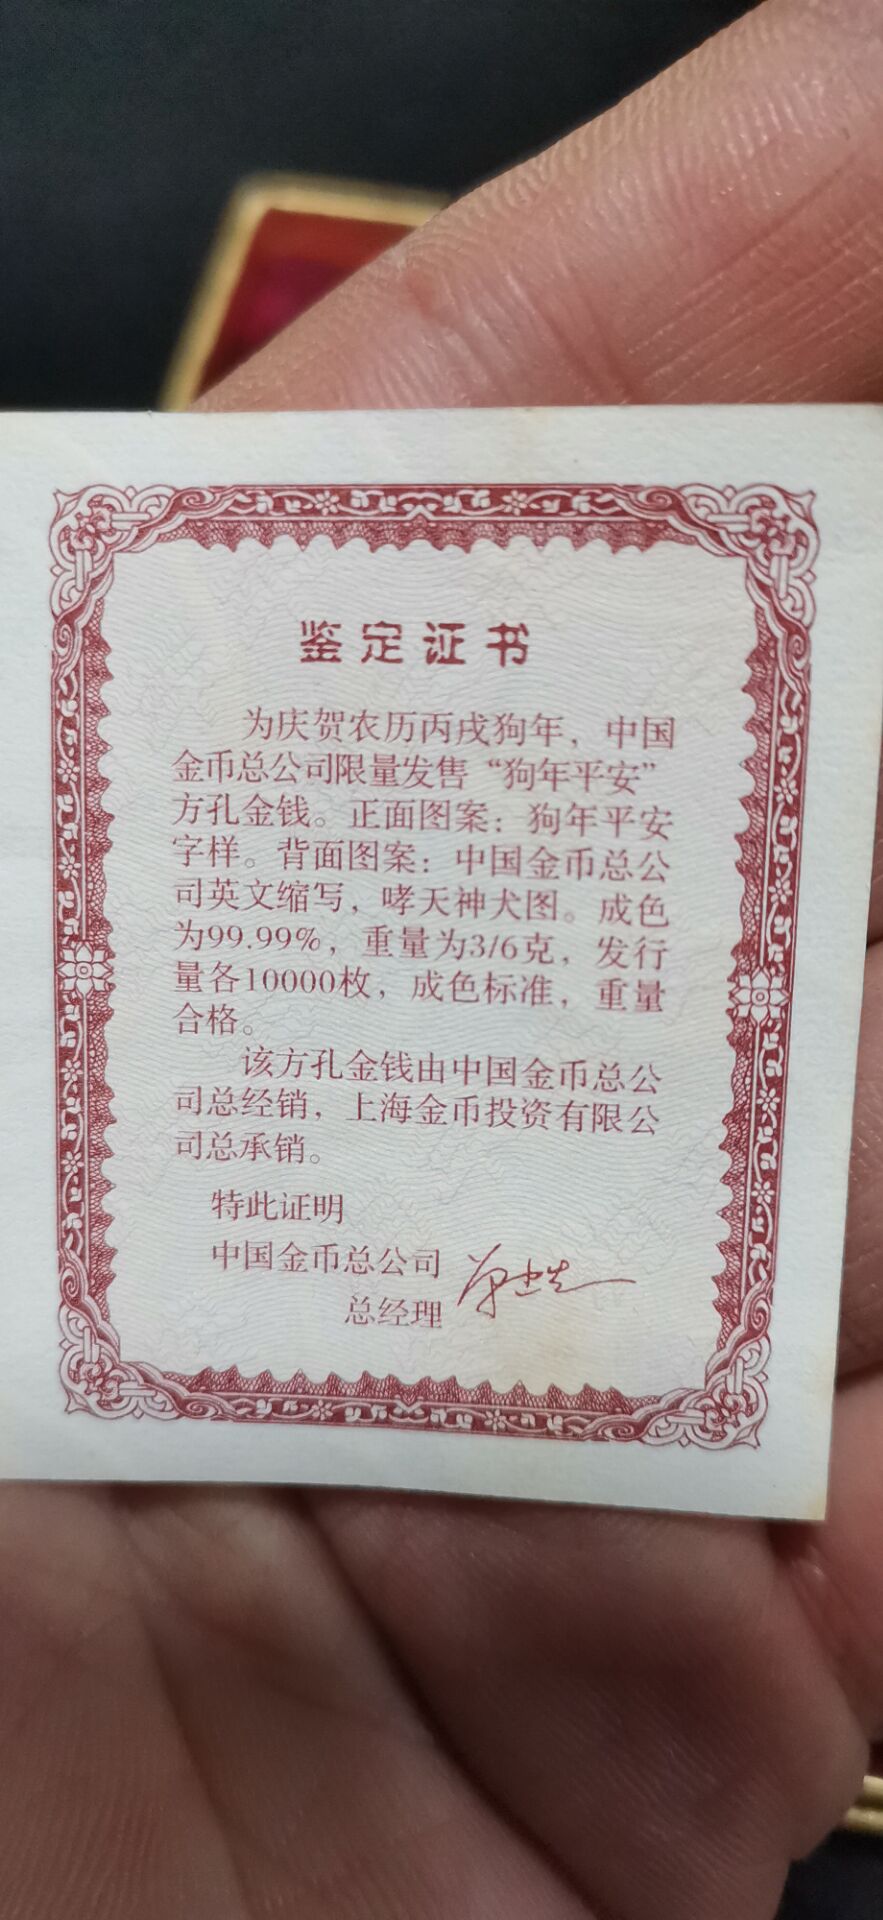 鉴定证书
为庆贺农历丙戌狗年，中国
金币总公司限量发售“狗年平安”
方孔金钱。正面图案：狗年平安
字样。背面图案：中国金币总公
司英文缩写，哮天神犬图。成色
为99.99%，重量为3/6克，发行
量各10000枚，成色标准，重量
合格。
该方孔金钱由中国金币总公
司总经销，上海金币投资有限公
司总承销。
特此证明
中国金币总公司
总经理